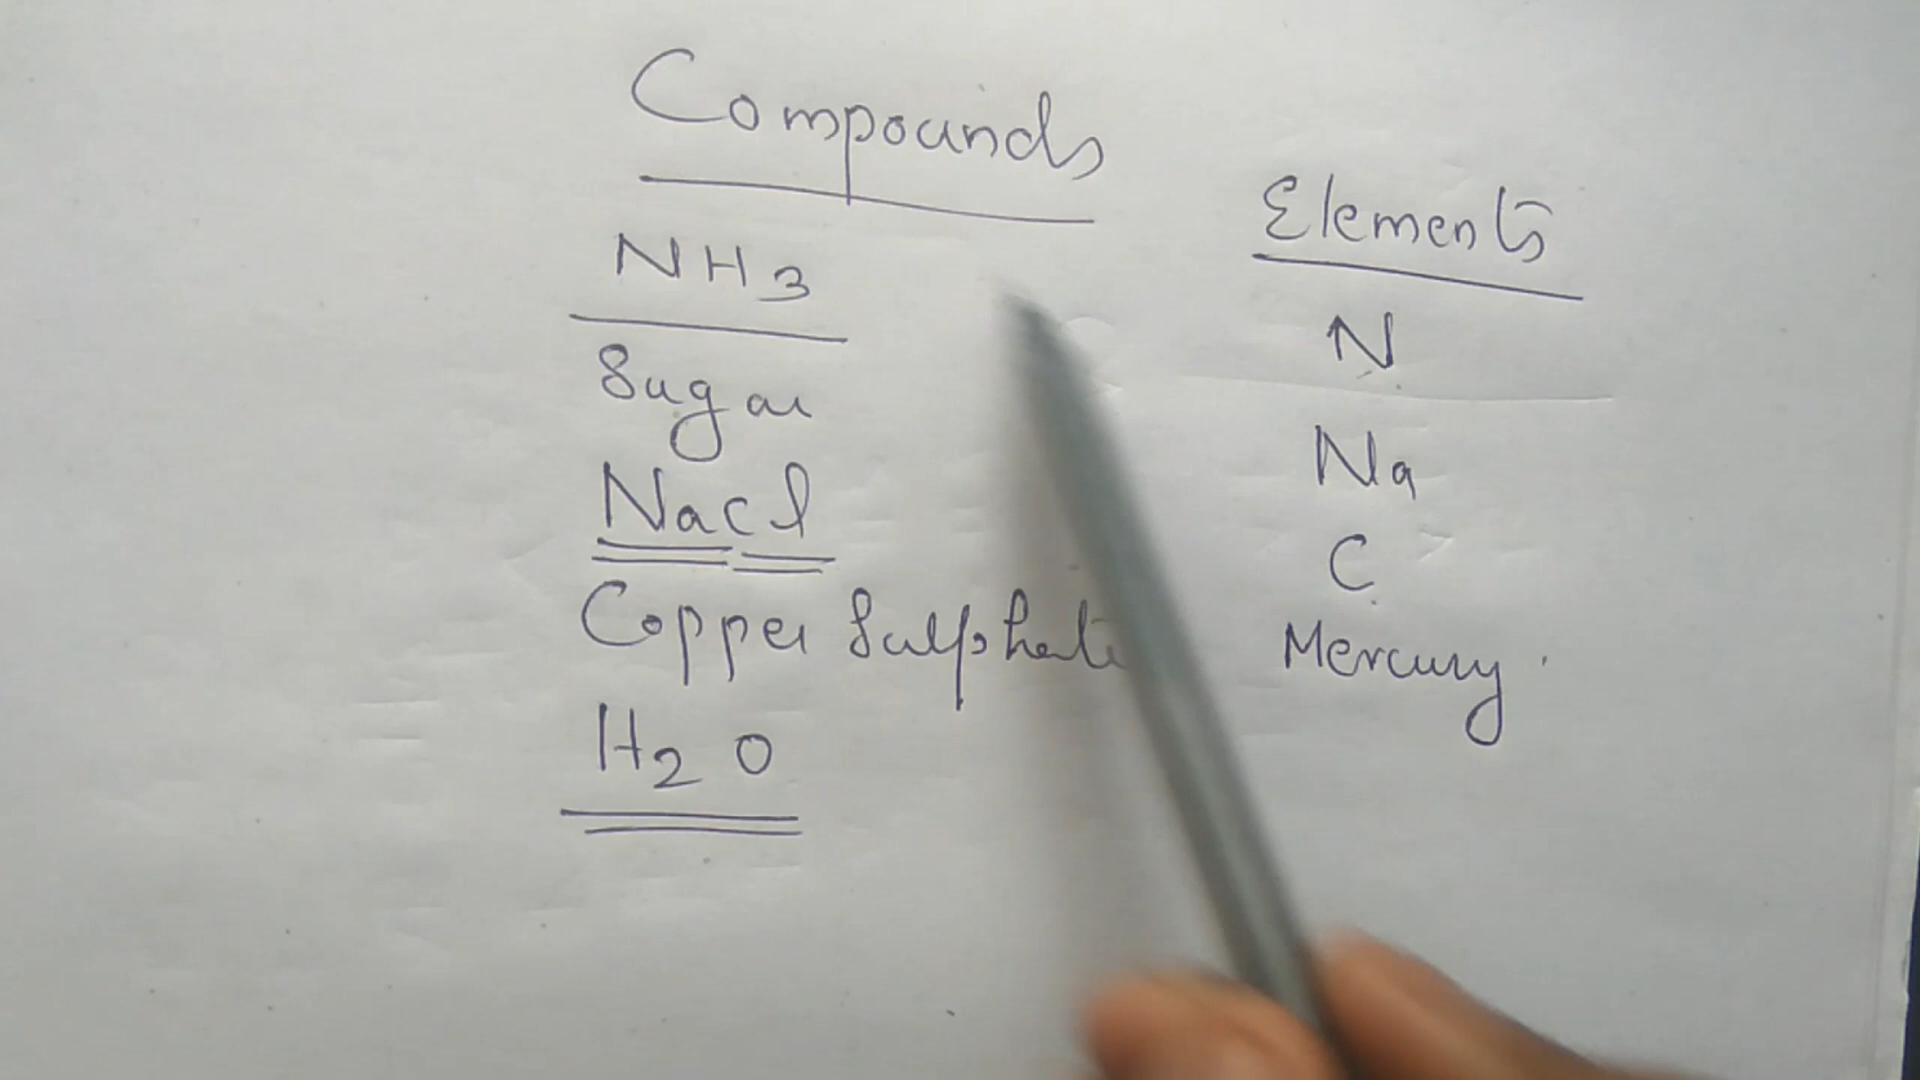 Compounds
NH3
Sugar
Nacl
Copper Sulphate
H2O
Elements
N
Na
C
Mercury